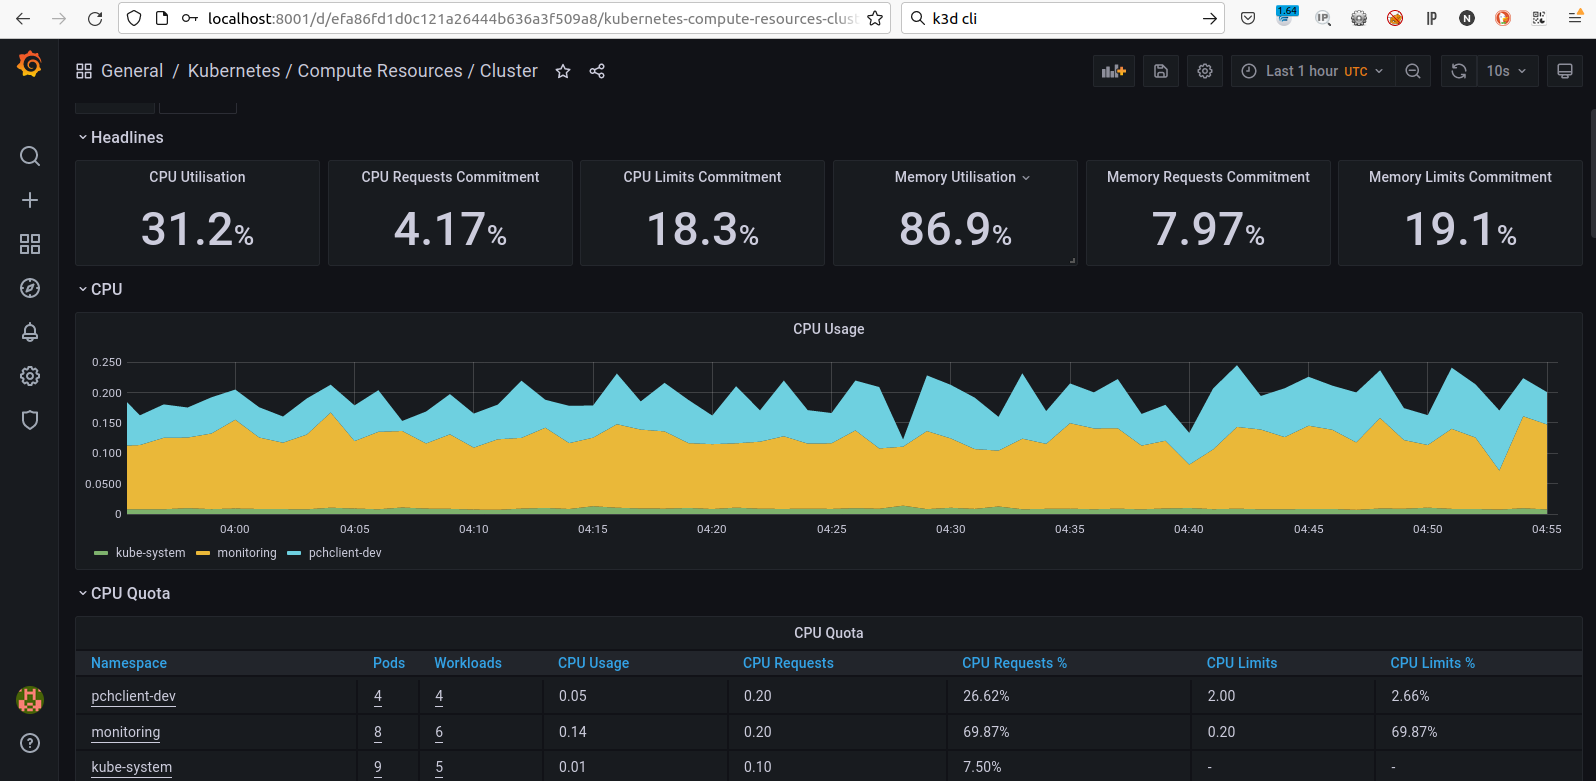 localhost:8001/d/efa86fd1d0c121a26444b636a3f509a8/kubernetes-compute-resources-clust
k3d cli
1.64
IP
IP
N
General / Kubernetes / Compute Resources / Cluster
Last 1 hour UTC
10s
Headlines
CPU Utilisation
31.2%
CPU Requests Commitment
4.17%
CPU Limits Commitment
18.3%
Memory Utilisation
86.9%
Memory Requests Commitment
7.97%
Memory Limits Commitment
19.1%
CPU
CPU Usage
0.250
0.200
0.150
0.100
0.0500
0
04:00 04:05 04:10 04:15 04:20 04:25 04:30 04:35 04:40 04:45 04:50 04:55
kube-system monitoring pchclient-dev
CPU Quota
CPU Quota
Namespace Pods Workloads CPU Usage CPU Requests CPU Requests % CPU Limits CPU Limits %
pchclient-dev 4 4 0.05 0.20 26.62% 2.00 2.66%
monitoring 8 6 0.14 0.20 69.87% 0.20 69.87%
kube-system 9 5 0.01 0.10 7.50% - -